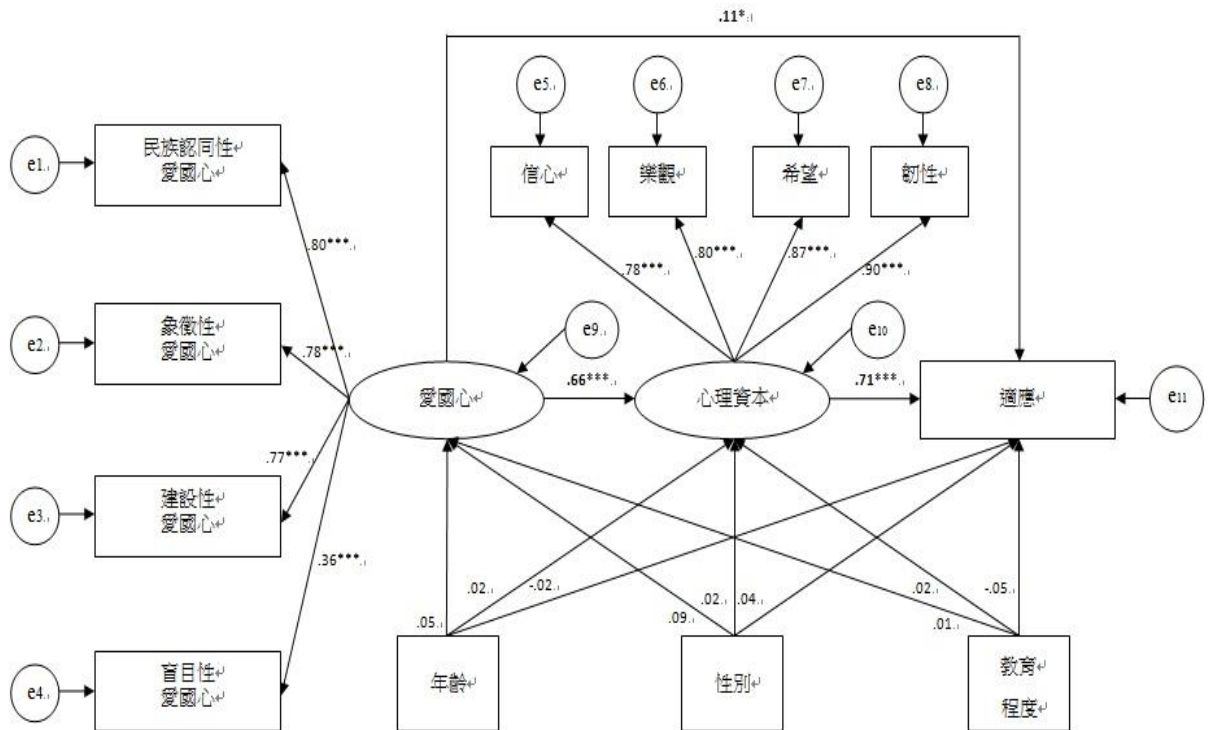 .11*
e5
e6
e7
e8
e1
民族認同性
愛國心
信心
樂觀
希望
韌性
.80***
.78***
.80***
.87***
.90***
e2
象徵性
愛國心
.78***
e9
e10
愛國心
.66***
心理資本
.71***
適應
e11
.77***
e3
建設性
愛國心
.36***
.05
.02
-.02
.09
.02
.04
.01
.02
-.05
e4
盲目性
愛國心
年齡
性別
教育
程度